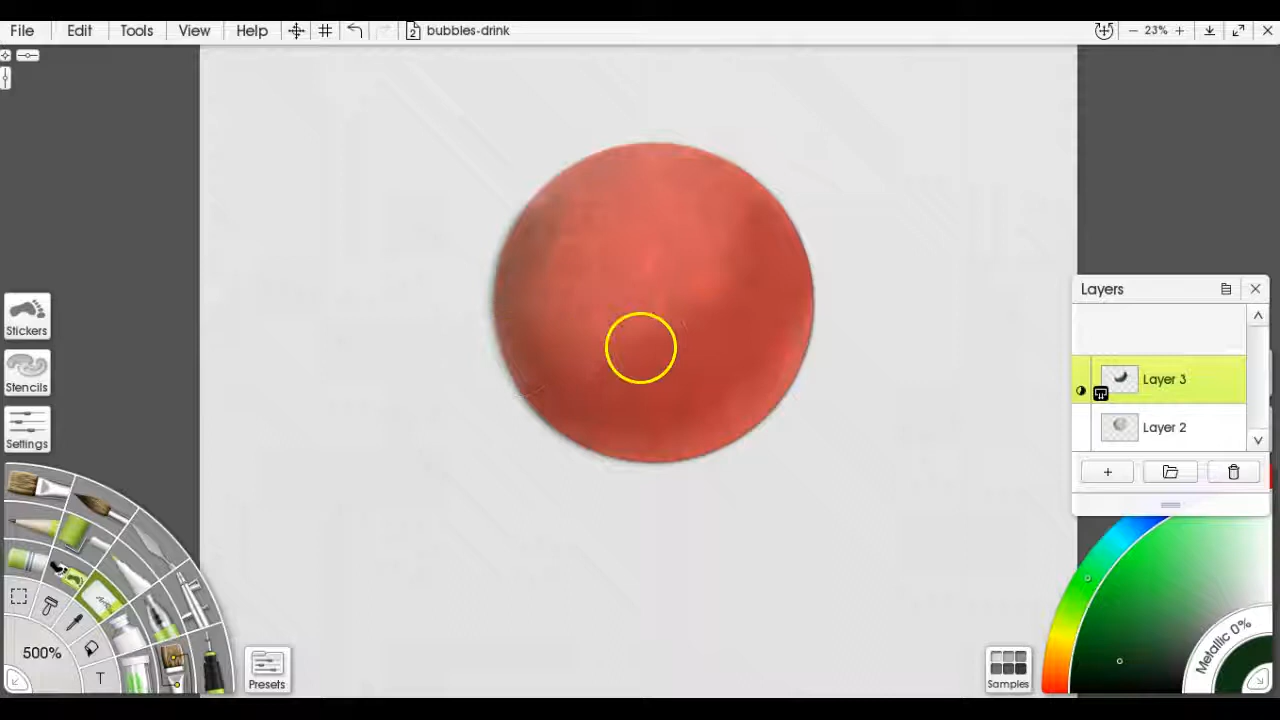 File Edit Tools View Help 2 bubbles-drink 23%
Layers
Stickers
Layer 3
Stencils
Layer 2
Settings
500%
T
Presets
Samples
Metallic 0%